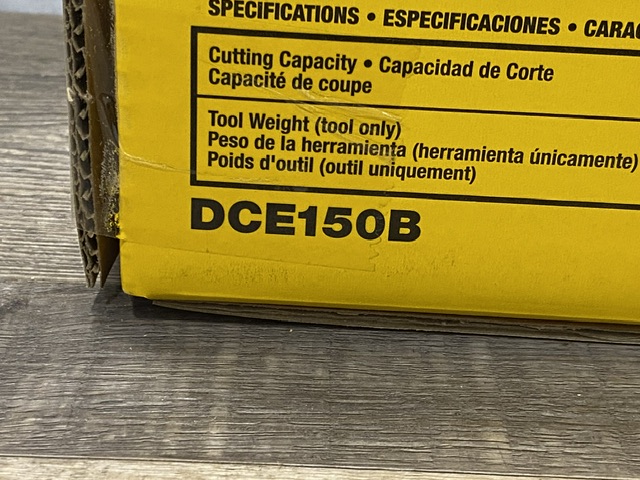 SPECIFICATIONS • ESPECIFICACIONES •
Cutting Capacity • Capacidad de Corte
Capacité de coupe
Tool Weight (tool only)
Peso de la herramienta (herramienta únicamente)
Poids d'outil (outil uniquement)
DCE150B